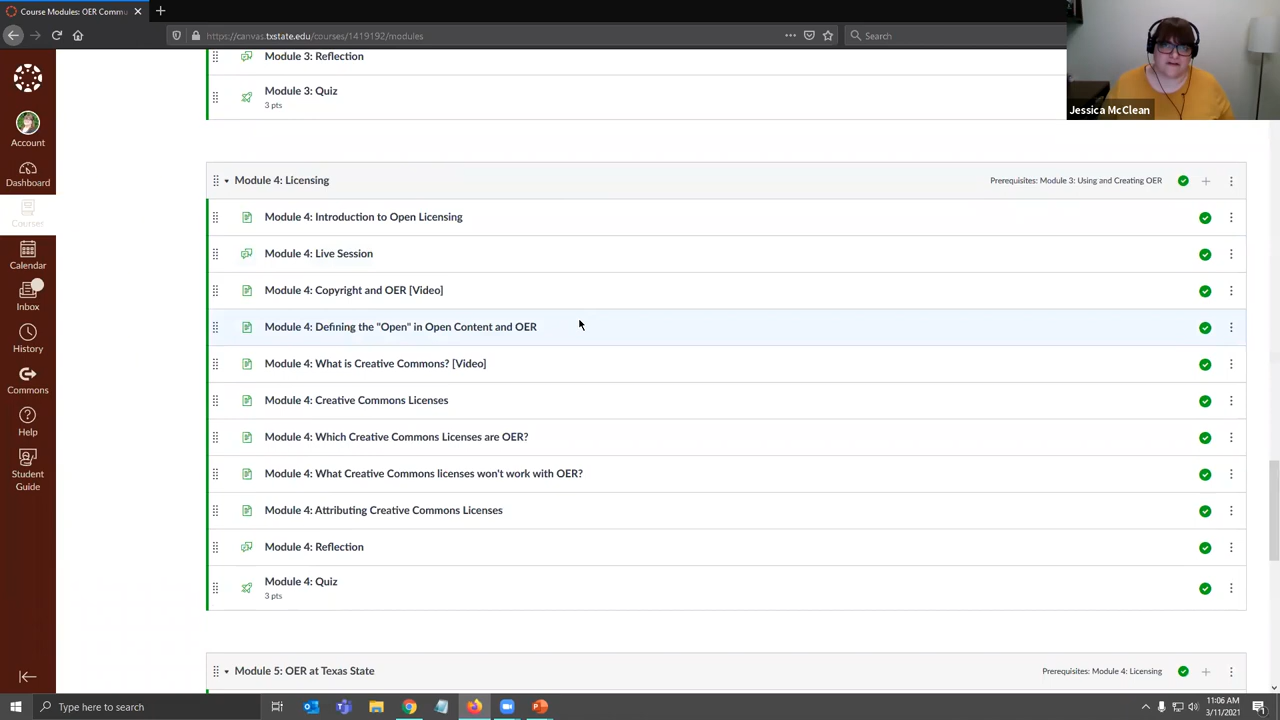 Course Modules: OER Commu
https://canvas.txstate.edu/courses/1419192/modules
Search
Jessica McClean
Account
Dashboard
Courses
Calendar
Inbox
History
Commons
Help
Student
Guide
Module 3: Reflection
Module 3: Quiz
3 pts
Module 4: Licensing
Prerequisites: Module 3: Using and Creating OER
Module 4: Introduction to Open Licensing
Module 4: Live Session
Module 4: Copyright and OER [Video]
Module 4: Defining the "Open" in Open Content and OER
Module 4: What is Creative Commons? [Video]
Module 4: Creative Commons Licenses
Module 4: Which Creative Commons Licenses are OER?
Module 4: What Creative Commons licenses won't work with OER?
Module 4: Attributing Creative Commons Licenses
Module 4: Reflection
Module 4: Quiz
3 pts
Module 5: OER at Texas State
Prerequisites: Module 4: Licensing
Type here to search
11:06 AM
3/11/2021